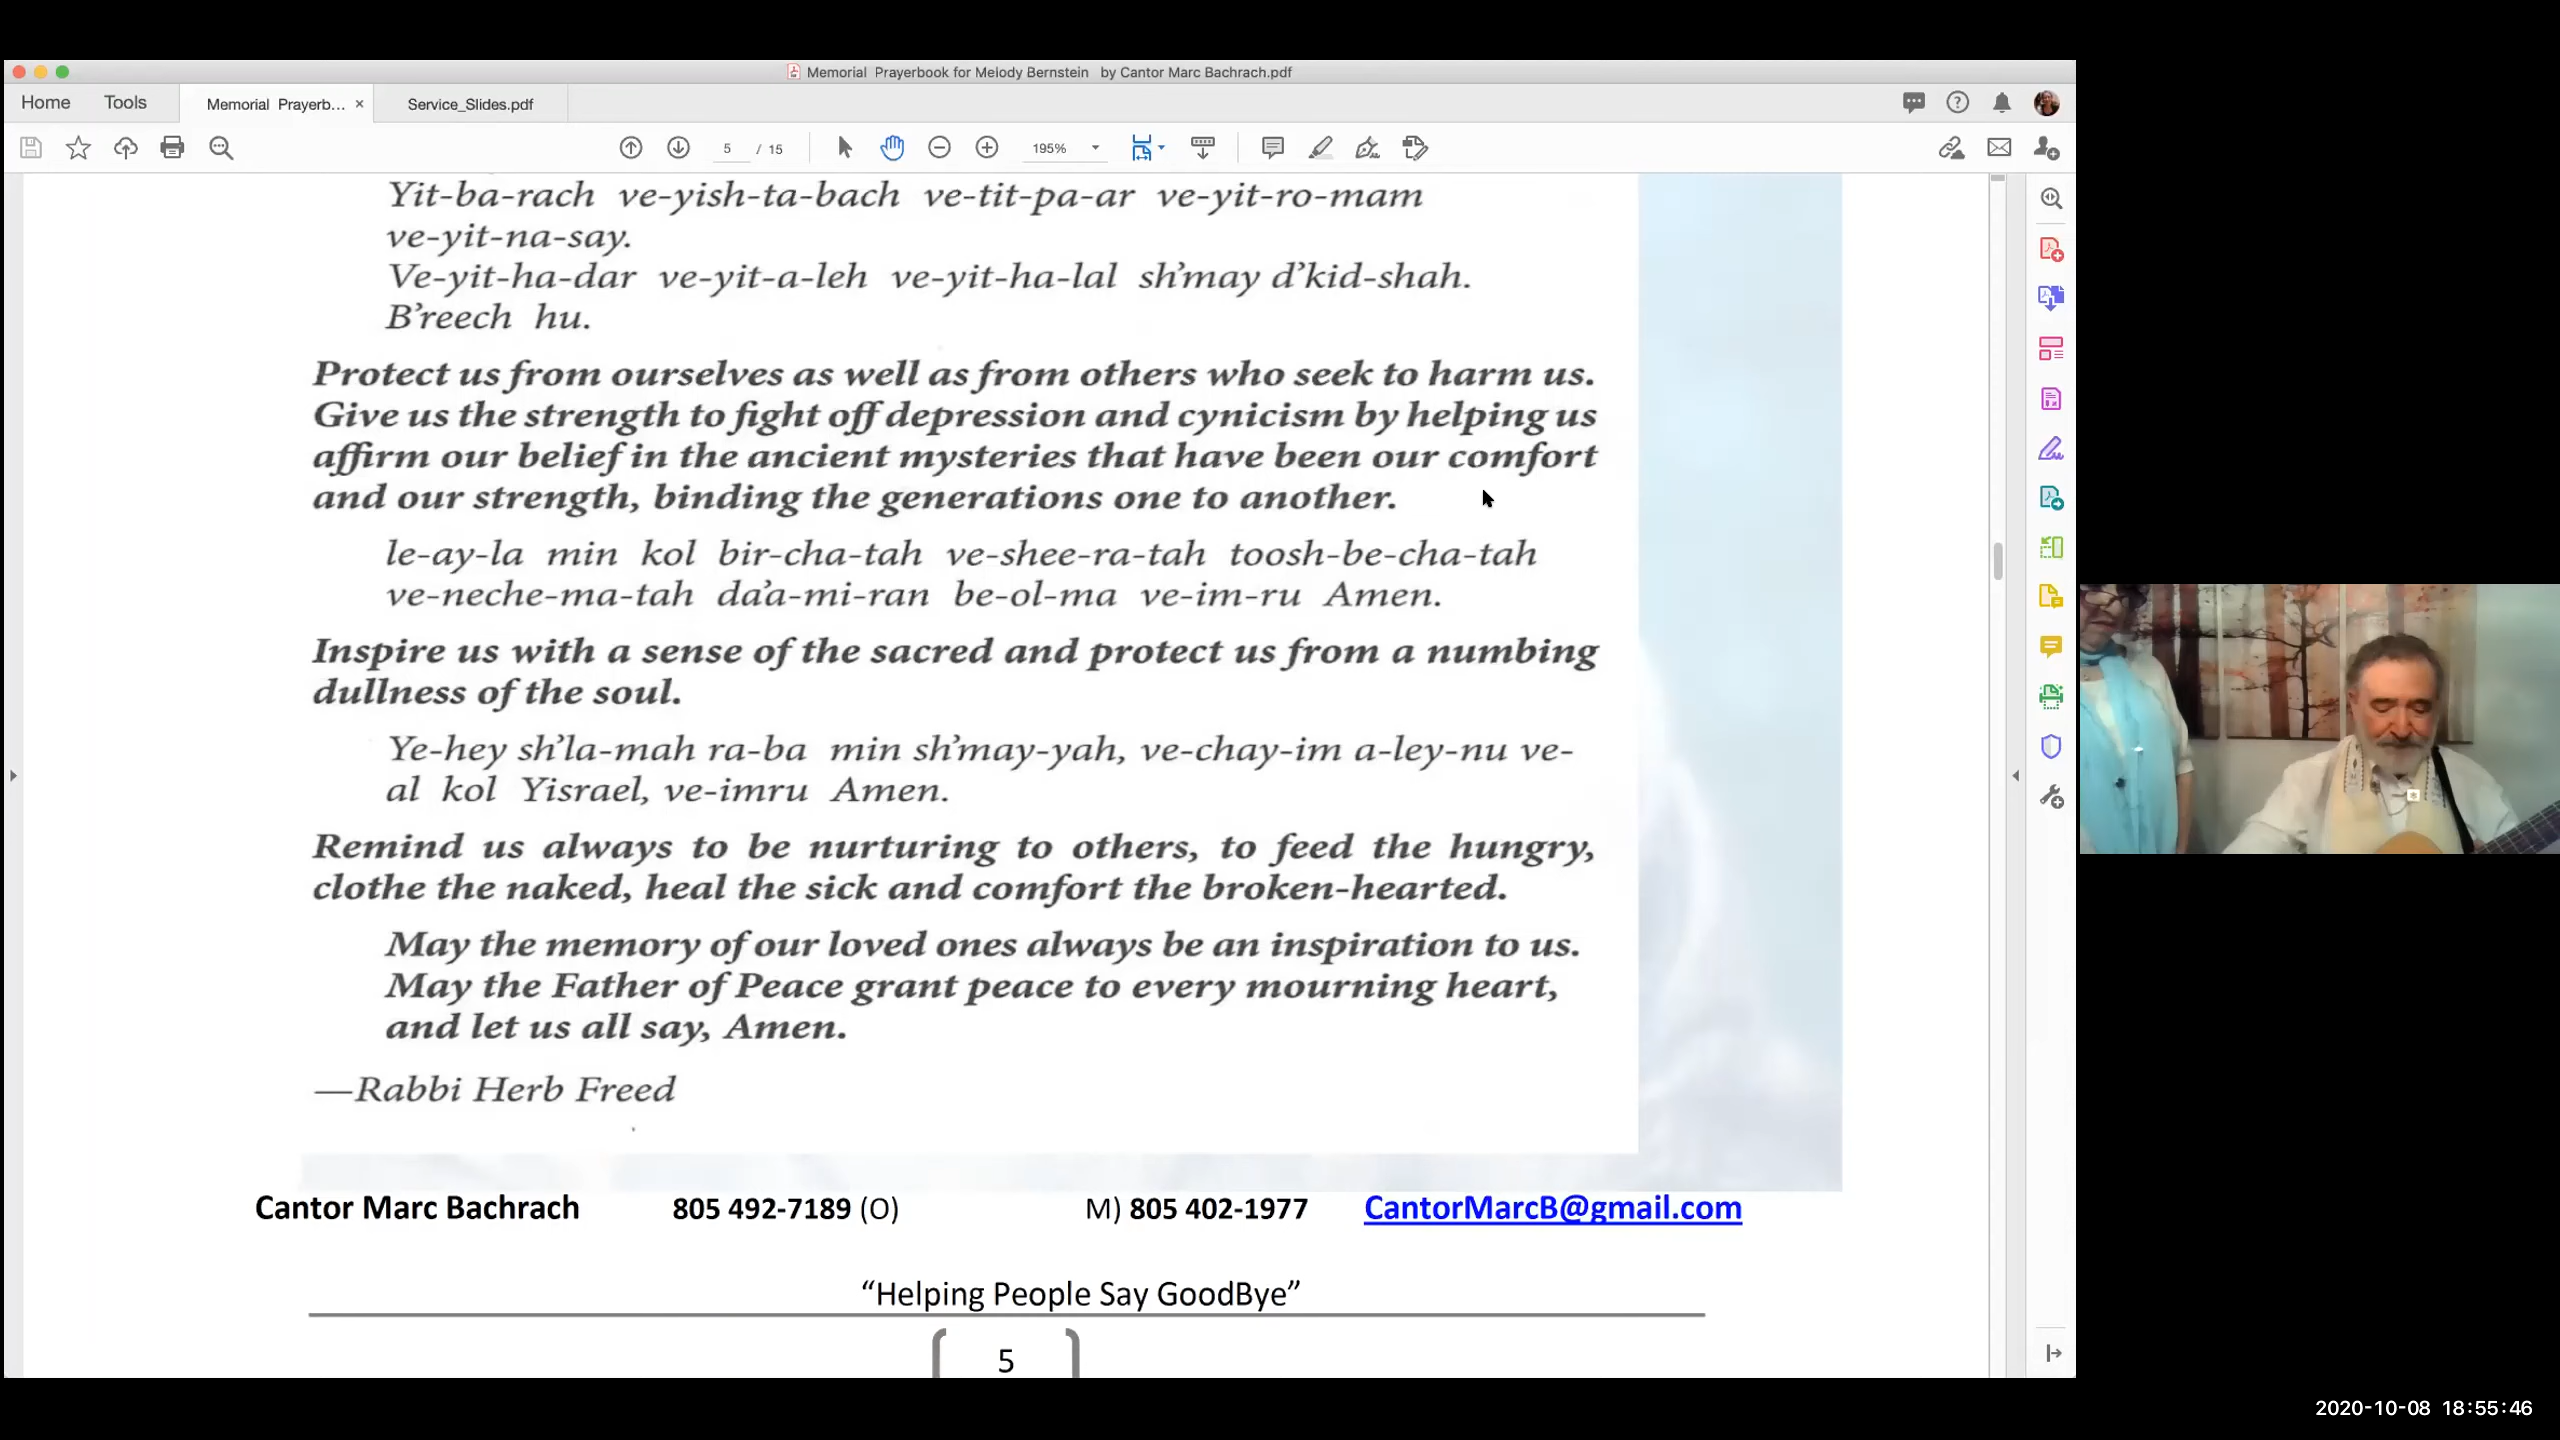 Memorial  Prayerbook for Melody Bernstein   by Cantor Marc Bachrach.pdf
Home
Tools
Memorial  Prayerb... ×
Service_Slides.pdf
5 / 15
195%
Yit-ba-rach ve-yish-ta-bach ve-tit-pa-ar ve-yit-ro-mam
ve-yit-na-say.
Ve-yit-ha-dar ve-yit-a-leh ve-yit-ha-lal sh’may d’kid-shah.
B’reech hu.
Protect us from ourselves as well as from others who seek to harm us.
Give us the strength to fight off depression and cynicism by helping us
affirm our belief in the ancient mysteries that have been our comfort
and our strength, binding the generations one to another.
le-ay-la min kol bir-cha-tah ve-shee-ra-tah toosh-be-cha-tah
ve-neche-ma-tah da’a-mi-ran be-ol-ma ve-im-ru Amen.
Inspire us with a sense of the sacred and protect us from a numbing
dullness of the soul.
Ye-hey sh’la-mah ra-ba min sh’may-yah, ve-chay-im a-ley-nu ve-
al kol Yisrael, ve-imru Amen.
Remind us always to be nurturing to others, to feed the hungry,
clothe the naked, heal the sick and comfort the broken-hearted.
May the memory of our loved ones always be an inspiration to us.
May the Father of Peace grant peace to every mourning heart,
and let us all say, Amen.
—Rabbi Herb Freed
Cantor Marc Bachrach 805 492-7189 (O) M) 805 402-1977 CantorMarcB@gmail.com
“Helping People Say GoodBye”
5
2020-10-08 18:55:46